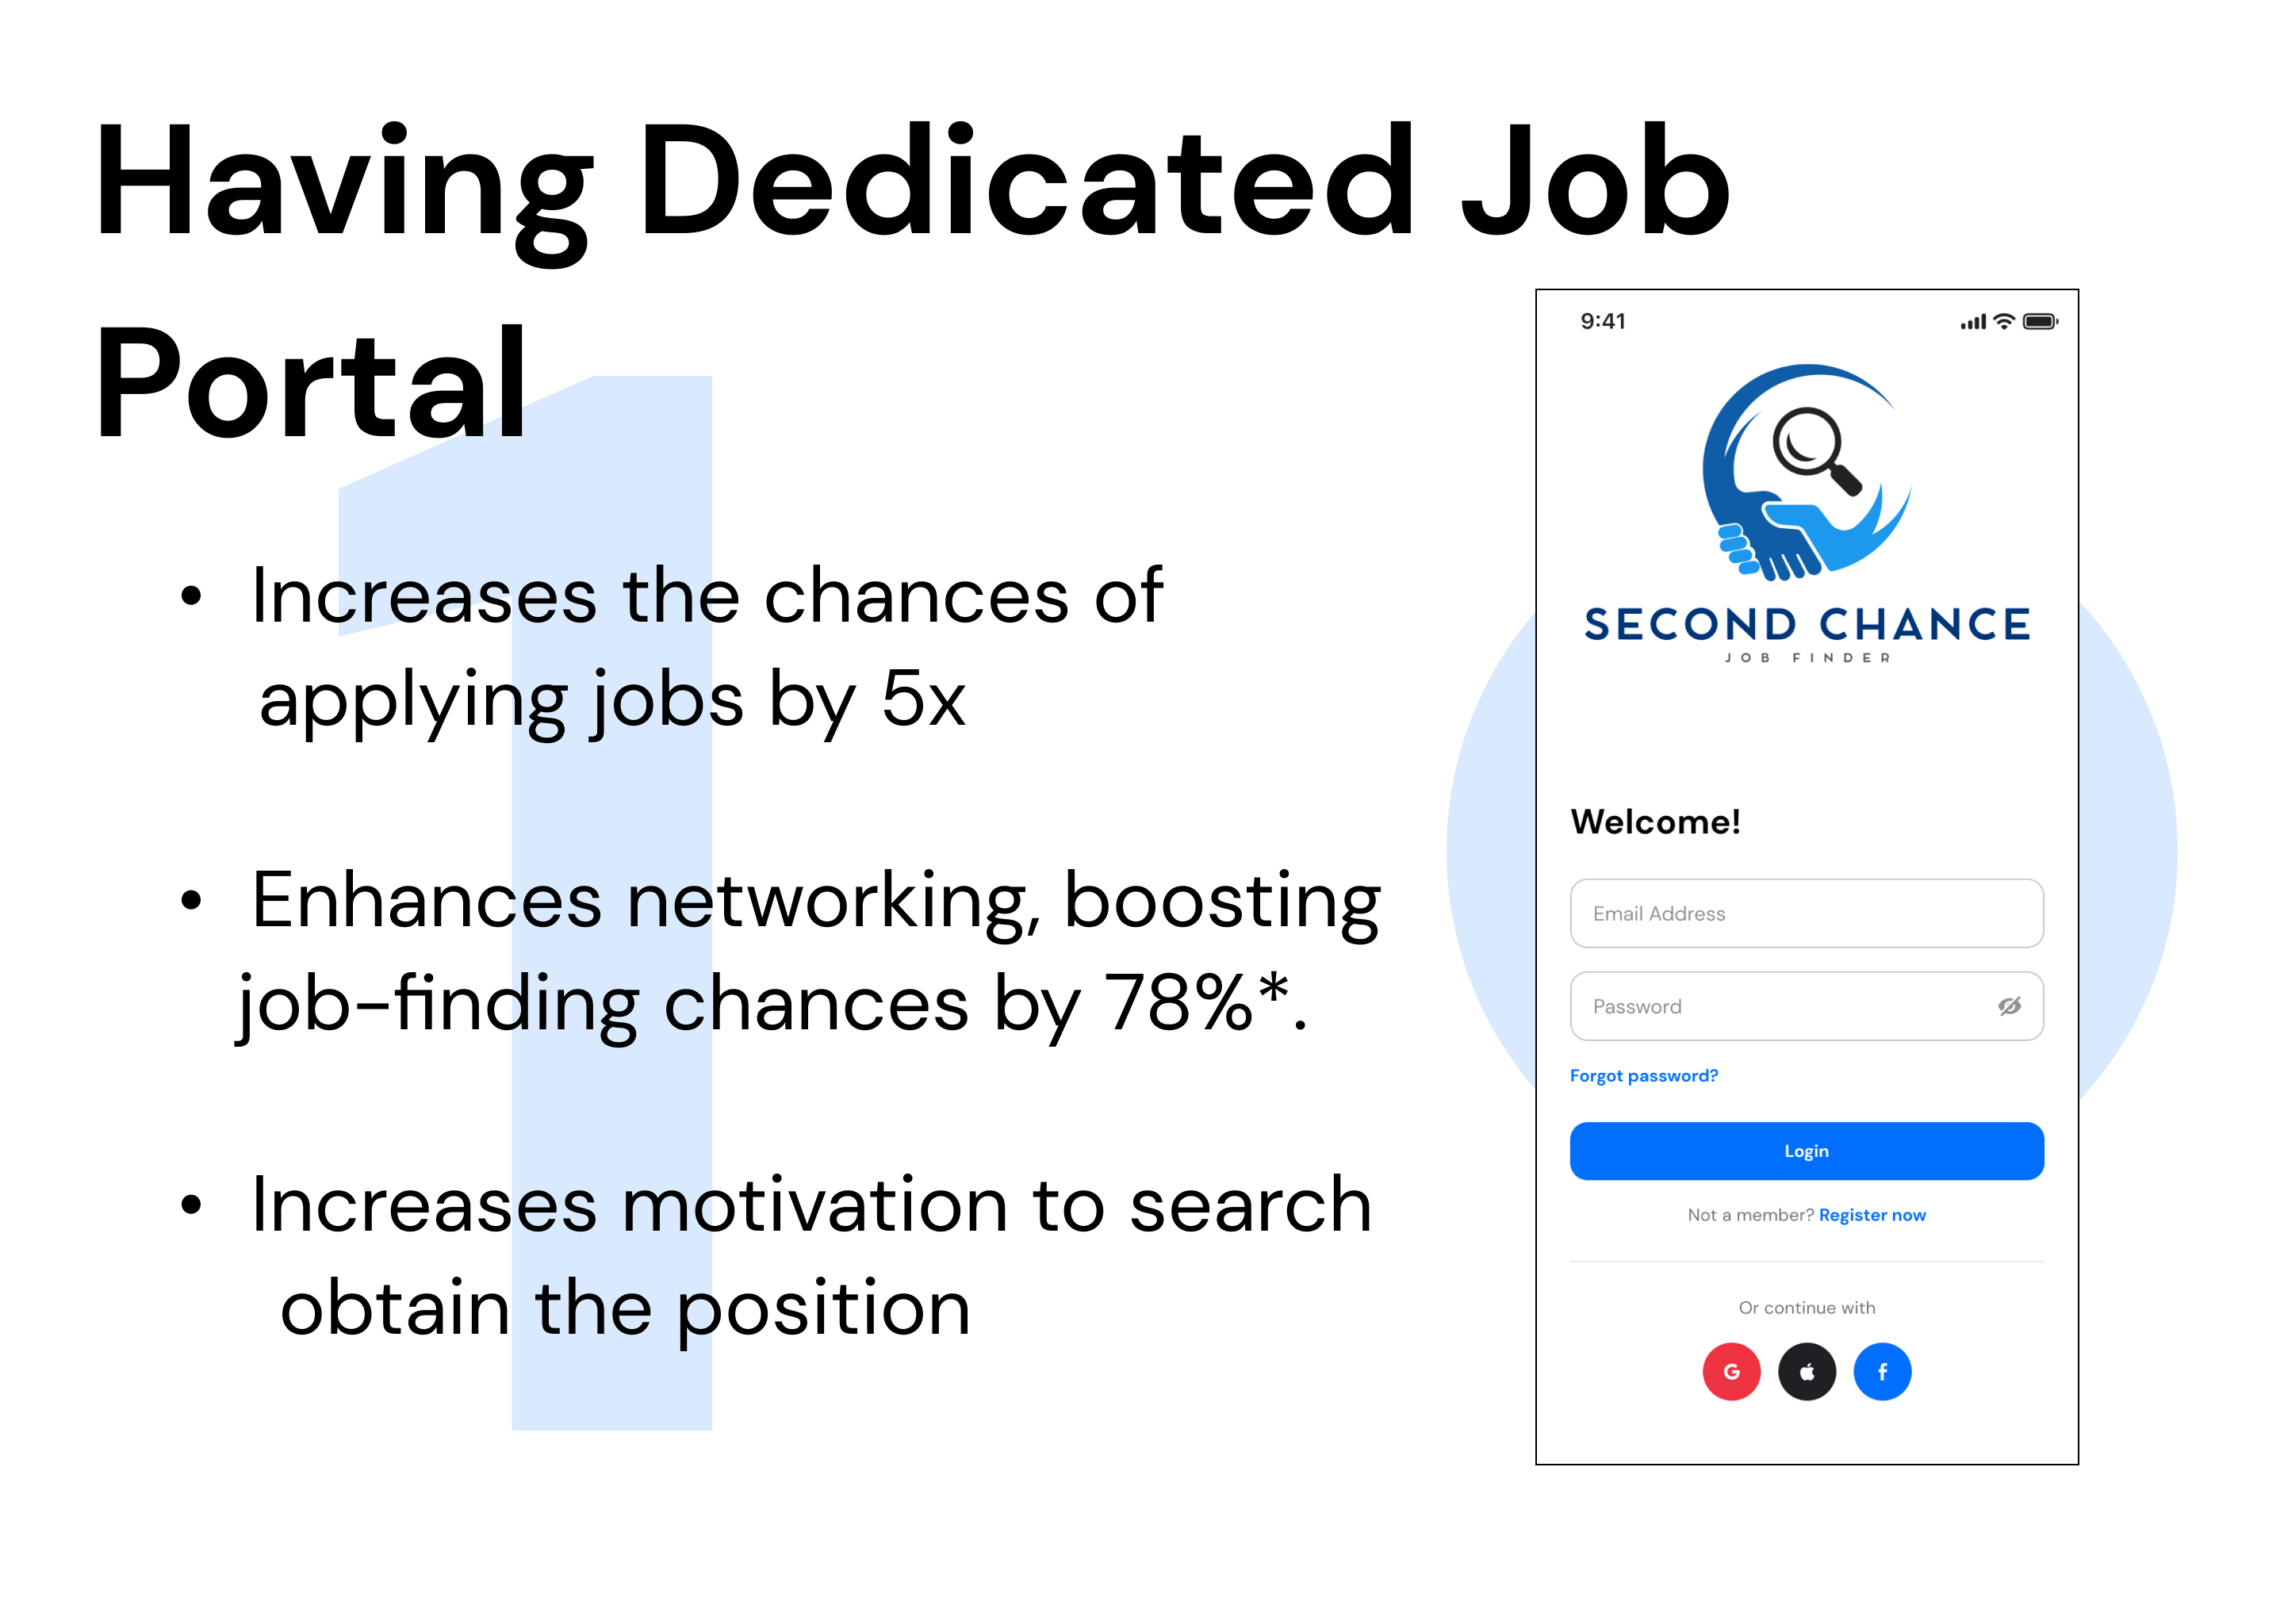 Having Dedicated Job
Portal
• Increases the chances of
applying jobs by 5x
• Enhances networking, boosting
job-finding chances by 78%*.
• Increases motivation to search
obtain the position
1
9:41
SECOND CHANCE
JOB FINDER
Welcome!
Email Address
Password
Forgot password?
Login
Not a member? Register now
Or continue with
G f